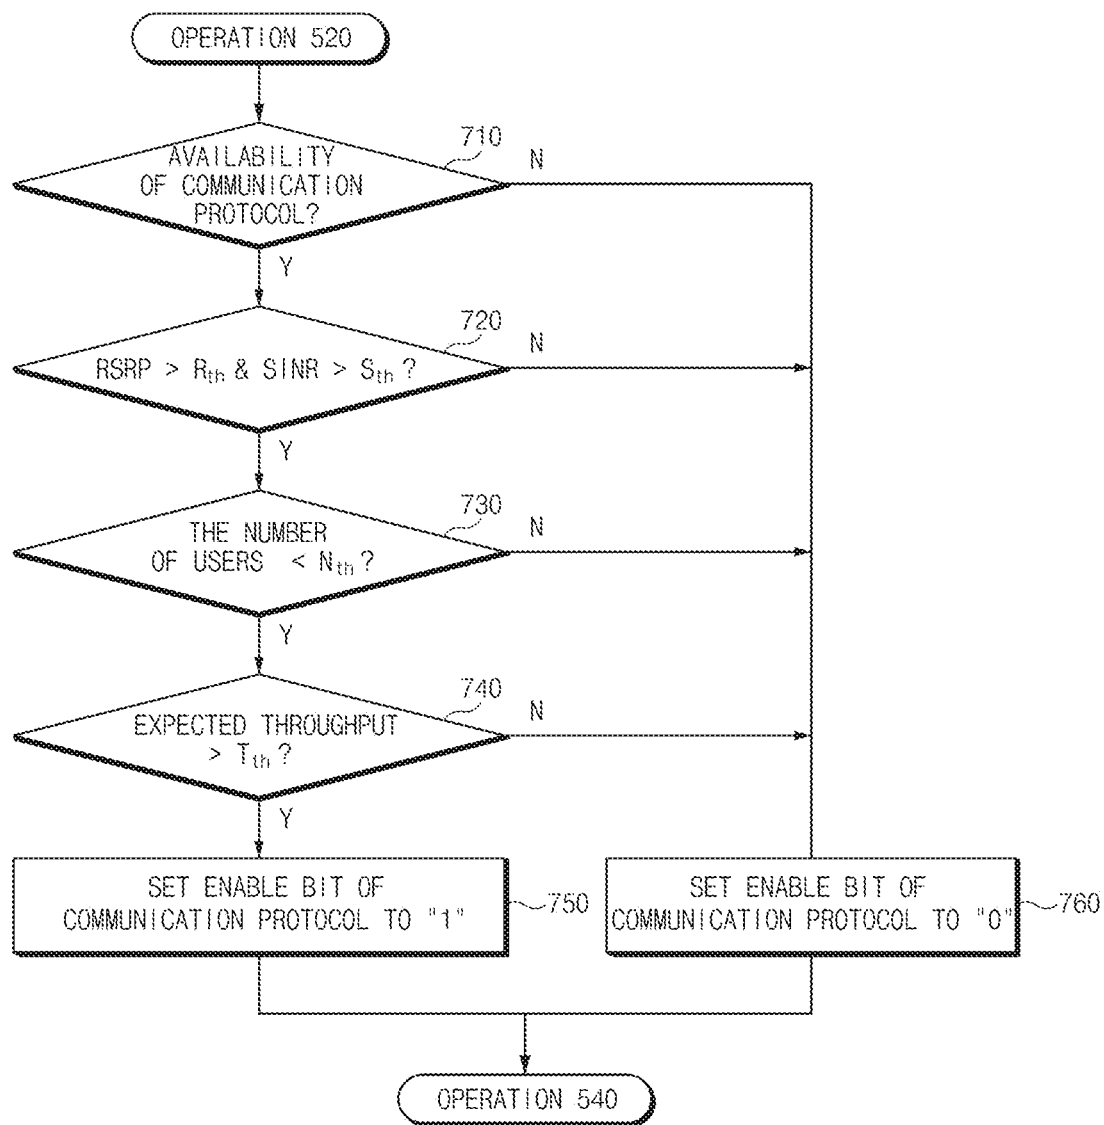 OPERATION 520
710
AVAILABILITY
OF COMMUNICATION
PROTOCOL?
N
Y
720
RSRP > Rth & SINR > Sth ?
N
Y
730
THE NUMBER
OF USERS < Nth ?
N
Y
740
EXPECTED THROUGHPUT
> Tth ?
N
Y
SET ENABLE BIT OF
COMMUNICATION PROTOCOL TO "1"
750
SET ENABLE BIT OF
COMMUNICATION PROTOCOL TO "0"
760
OPERATION 540